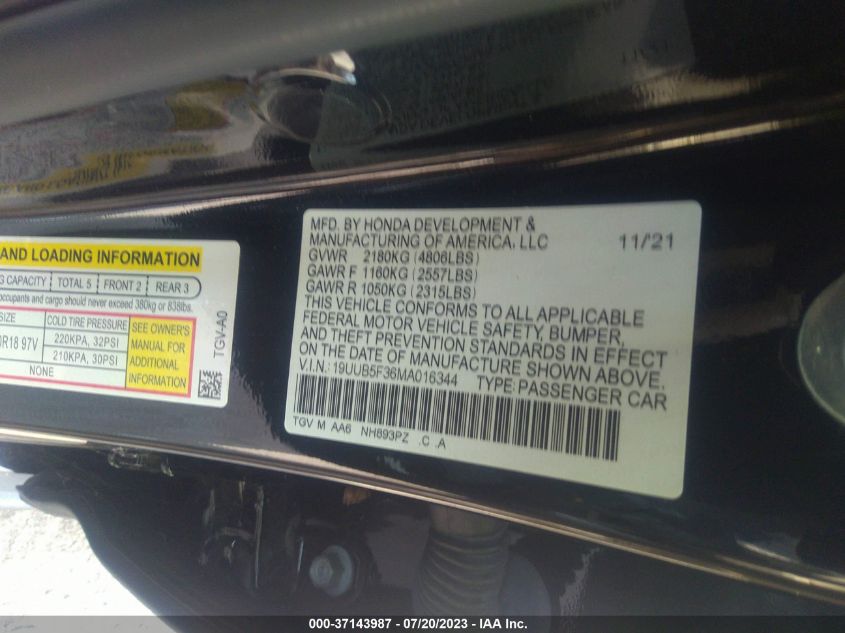 MFD. BY HONDA DEVELOPMENT &
MANUFACTURING OF AMERICA, LLC 11/21
GVWR 2180KG (4806LBS)
GAWR F 1160KG (2557LBS)
GAWR R 1050KG (2315LBS)
THIS VEHICLE CONFORMS TO ALL APPLICABLE
FEDERAL MOTOR VEHICLE SAFETY, BUMPER,
AND THEFT PREVENTION STANDARDS IN EFFECT
ON THE DATE OF MANUFACTURE SHOWN ABOVE.
V.I.N.: 19UUB5F36MA016344 TYPE: PASSENGER CAR
TGV M AA6 NH893PZ .C .A
AND LOADING INFORMATION
CAPACITY TOTAL 5 FRONT 2 REAR 3
occupants and cargo should never exceed 380kg or 838lbs.
SIZE COLD TIRE PRESSURE
R18 97V 220KPA, 32PSI
210KPA, 30PSI
NONE
SEE OWNER'S
MANUAL FOR
ADDITIONAL
INFORMATION
TGV-A0
000-37143987 / 07/20/2023 / IAA Inc.